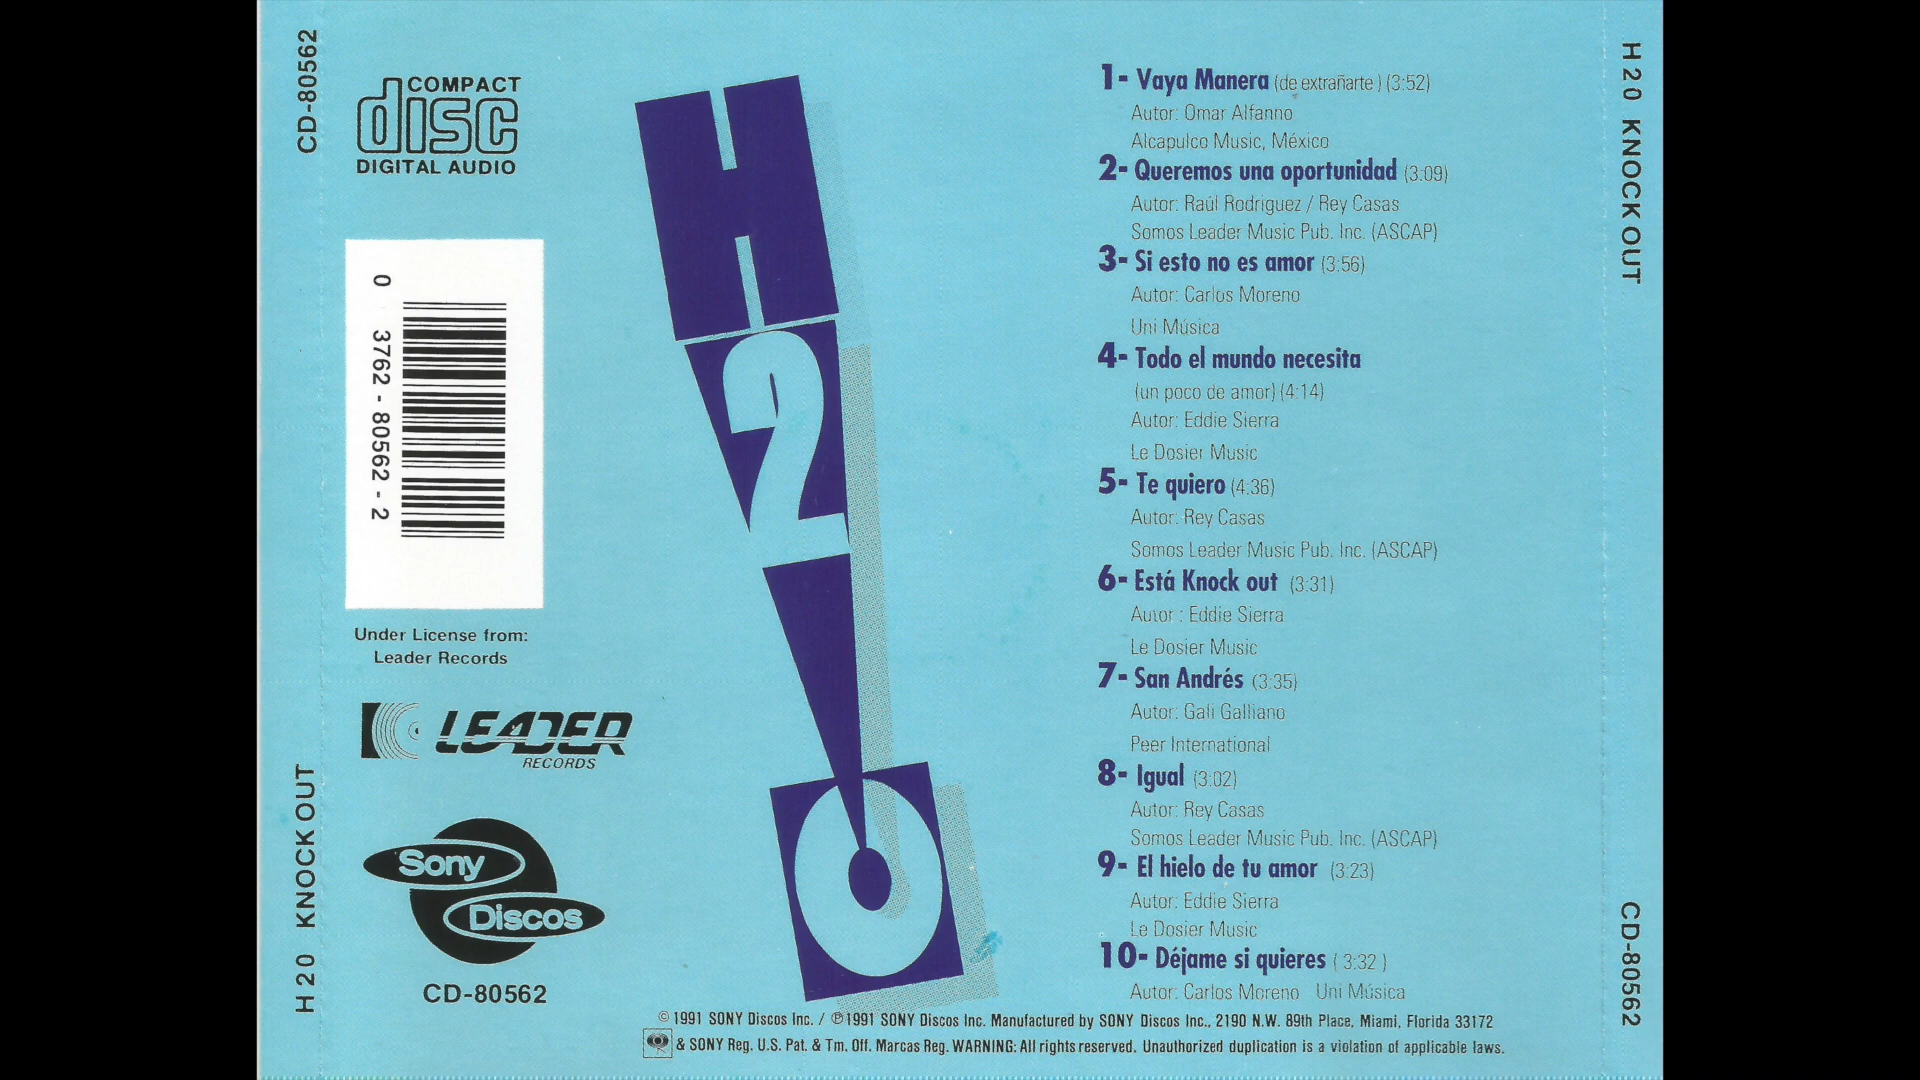 CD-80562
H20 KNOCK OUT
COMPACT
disc
DIGITAL AUDIO
0 3762 - 80562 - 2
Under License from:
Leader Records
LEADER
RECORDS
Sony
Discos
CD-80562
H2O
1- Vaya Manera (de extrañarte) (3:52)
Autor: Omar Alfanno
Alcapulco Music, México
2- Queremos una oportunidad (3:09)
Autor: Raúl Rodriguez / Rey Casas
Somos Leader Music Pub. Inc. (ASCAP)
3- Si esto no es amor (3:56)
Autor: Carlos Moreno
Uni Música
4- Todo el mundo necesita
(un poco de amor) (4:14)
Autor: Eddie Sierra
Le Dosier Music
5- Te quiero (4:36)
Autor: Rey Casas
Somos Leader Music Pub. Inc. (ASCAP)
6- Está Knock out (3:31)
Autor : Eddie Sierra
Le Dosier Music
7- San Andrés (3:35)
Autor: Gali Galliano
Peer International
8- Igual (3:02)
Autor: Rey Casas
Somos Leader Music Pub. Inc. (ASCAP)
9- El hielo de tu amor (3:23)
Autor: Eddie Sierra
Le Dosier Music
10- Déjame si quieres ( 3:32 )
Autor: Carlos Moreno Uni Música
© 1991 SONY Discos Inc. / ℗ 1991 SONY Discos Inc. Manufactured by SONY Discos Inc., 2190 N.W. 89th Place, Miami, Florida 33172
& SONY Reg. U.S. Pat. & Tm. Off. Marcas Reg. WARNING: All rights reserved. Unauthorized duplication is a violation of applicable laws.
H20 KNOCK OUT
CD-80562